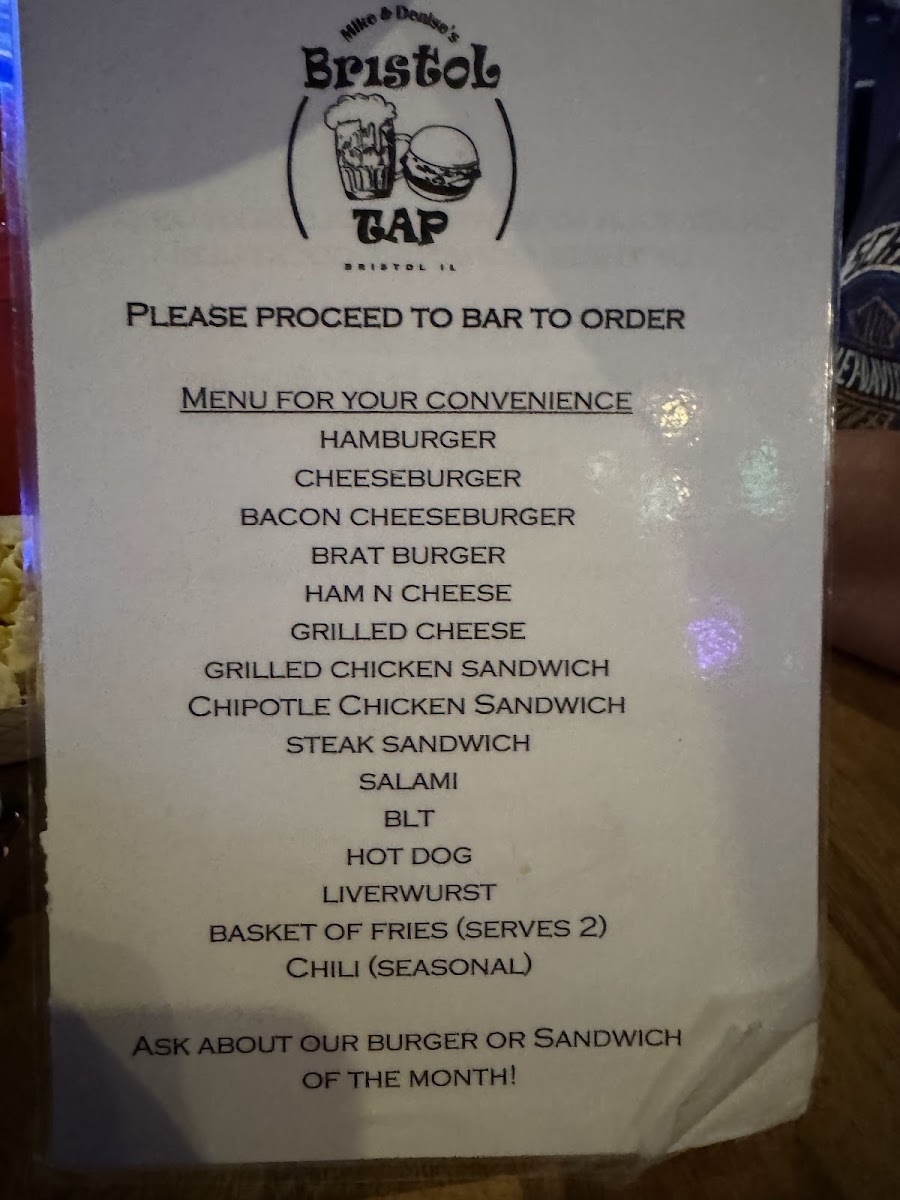 Mike & Denise's
Bristol
TAP
BRISTOL IL
PLEASE PROCEED TO BAR TO ORDER
MENU FOR YOUR CONVENIENCE
HAMBURGER
CHEESEBURGER
BACON CHEESEBURGER
BRAT BURGER
HAM N CHEESE
GRILLED CHEESE
GRILLED CHICKEN SANDWICH
CHIPOTLE CHICKEN SANDWICH
STEAK SANDWICH
SALAMI
BLT
HOT DOG
LIVERWURST
BASKET OF FRIES (SERVES 2)
CHILI (SEASONAL)
ASK ABOUT OUR BURGER OR SANDWICH
OF THE MONTH!